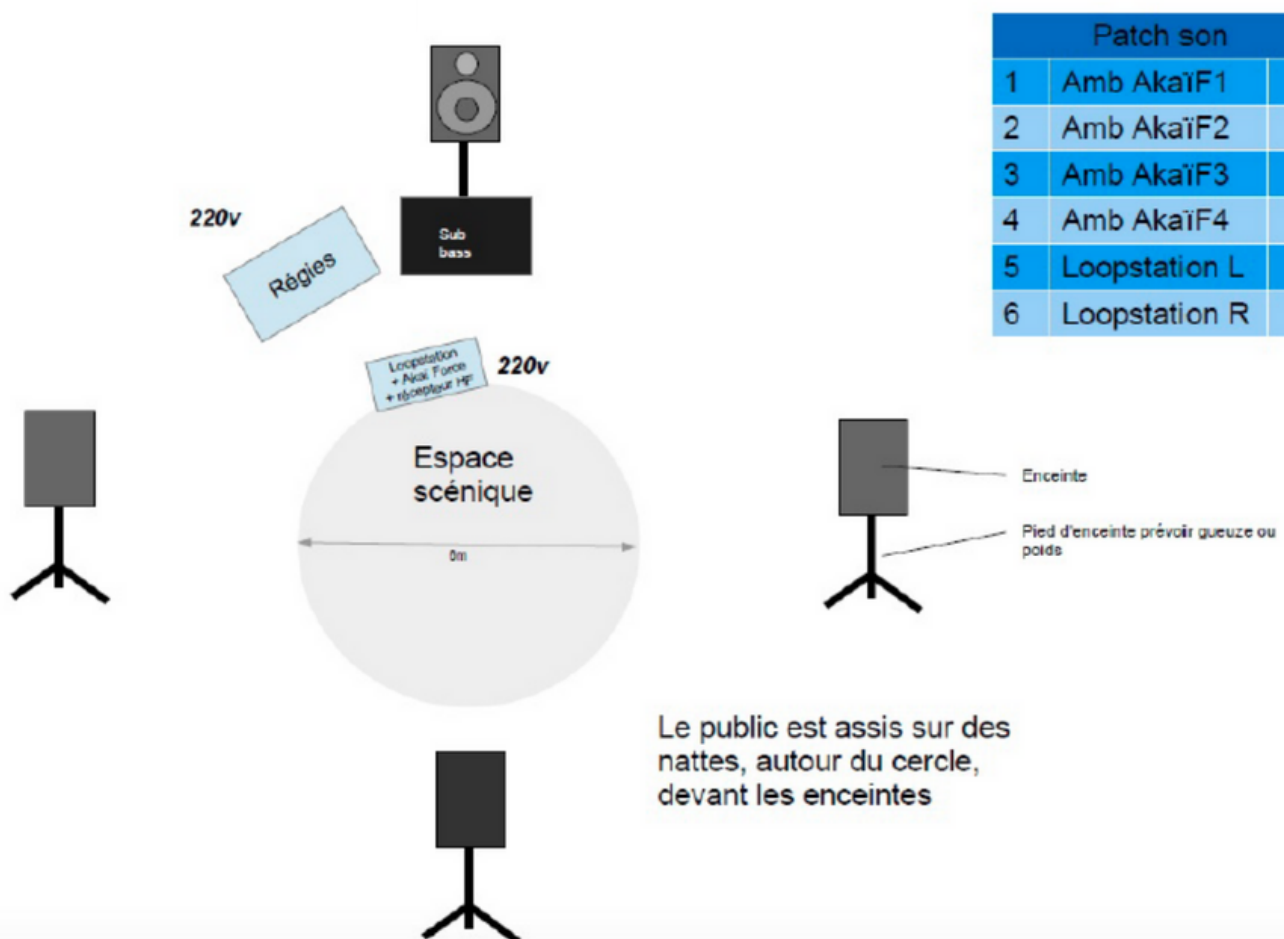 Patch son
1 Amb AkaïF1
2 Amb AkaïF2
3 Amb AkaïF3
4 Amb AkaïF4
5 Loopstation L
6 Loopstation R
220v
Régies
Sub
bass
Loopstation
+ Akai Force
+ récepteur HF
220v
Espace
scénique
6m
Enceinte
Pied d'enceinte prévoir gueuze ou
poids
Le public est assis sur des
nattes, autour du cercle,
devant les enceintes